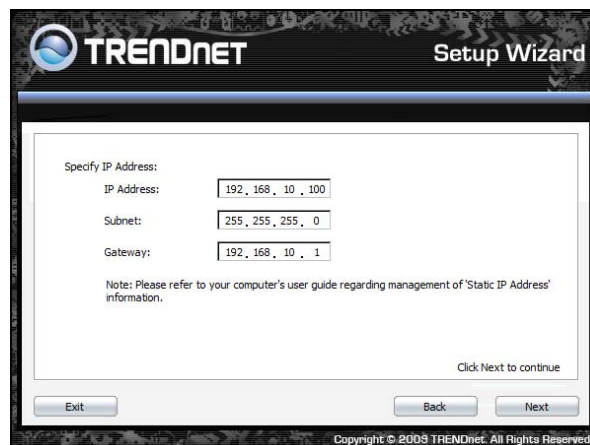 TRENDNET
Setup Wizard
Specify IP Address:
IP Address: 192 . 168 . 10 . 100
Subnet: 255 . 255 . 255 . 0
Gateway: 192 . 168 . 10 . 1
Note: Please refer to your computer's user guide regarding management of 'Static IP Address'
information.
Click Next to continue
Exit
Back
Next
Copyright © 2009 TRENDnet. All Rights Reserved